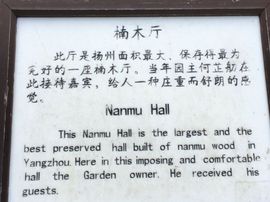 楠木厅
此厅是扬州面积最大、保存得最为
完好的一座楠木厅。当年园主何芷舠在
此接待嘉宾，给人一种庄重而舒朗的感
觉。
Nanmu Hall
This Nanmu Hall is the largest and the
best preserved hall built of nanmu wood in
Yangzhou. Here in this imposing and comfortable
hall the Garden owner. He received his
guests.